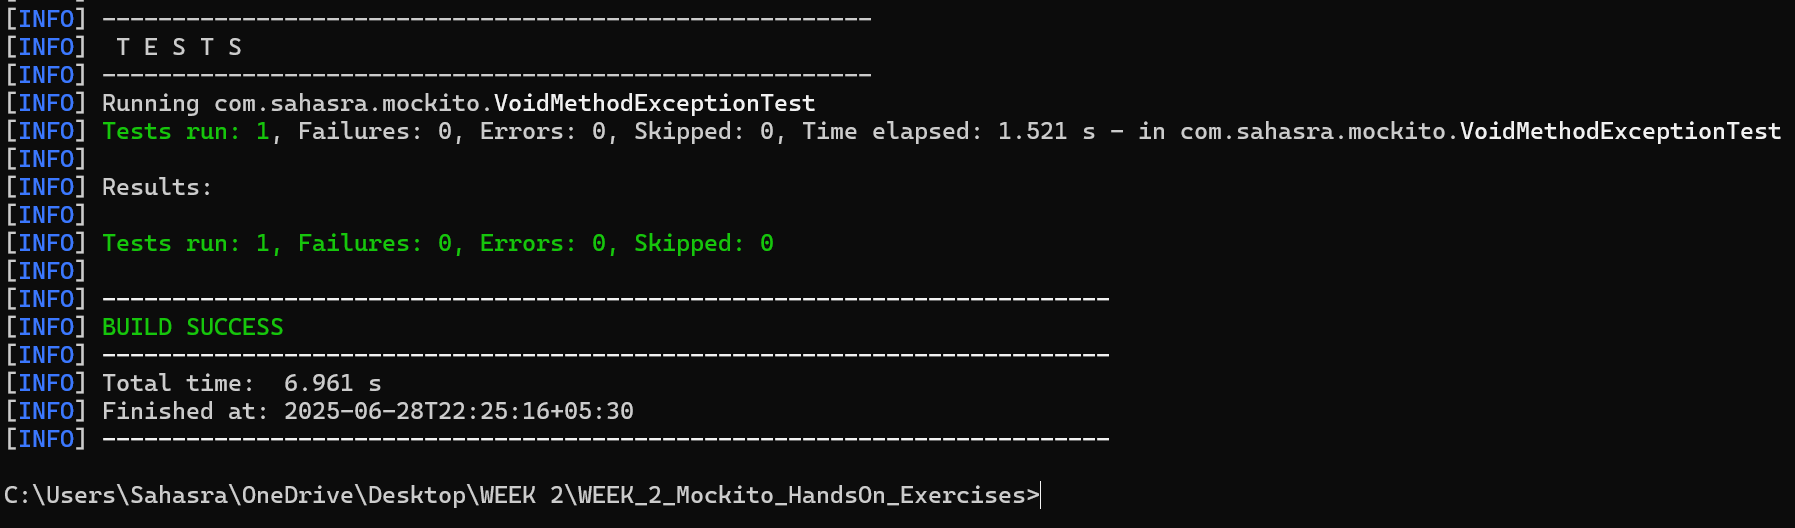 [INFO] -------------------------------------------------------
[INFO]  T E S T S
[INFO] -------------------------------------------------------
[INFO] Running com.sahasra.mockito.VoidMethodExceptionTest
[INFO] Tests run: 1, Failures: 0, Errors: 0, Skipped: 0, Time elapsed: 1.521 s - in com.sahasra.mockito.VoidMethodExceptionTest
[INFO]
[INFO] Results:
[INFO]
[INFO] Tests run: 1, Failures: 0, Errors: 0, Skipped: 0
[INFO]
[INFO] ------------------------------------------------------------------------
[INFO] BUILD SUCCESS
[INFO] ------------------------------------------------------------------------
[INFO] Total time:  6.961 s
[INFO] Finished at: 2025-06-28T22:25:16+05:30
[INFO] ------------------------------------------------------------------------
C:\Users\Sahasra\OneDrive\Desktop\WEEK 2\WEEK_2_Mockito_HandsOn_Exercises>